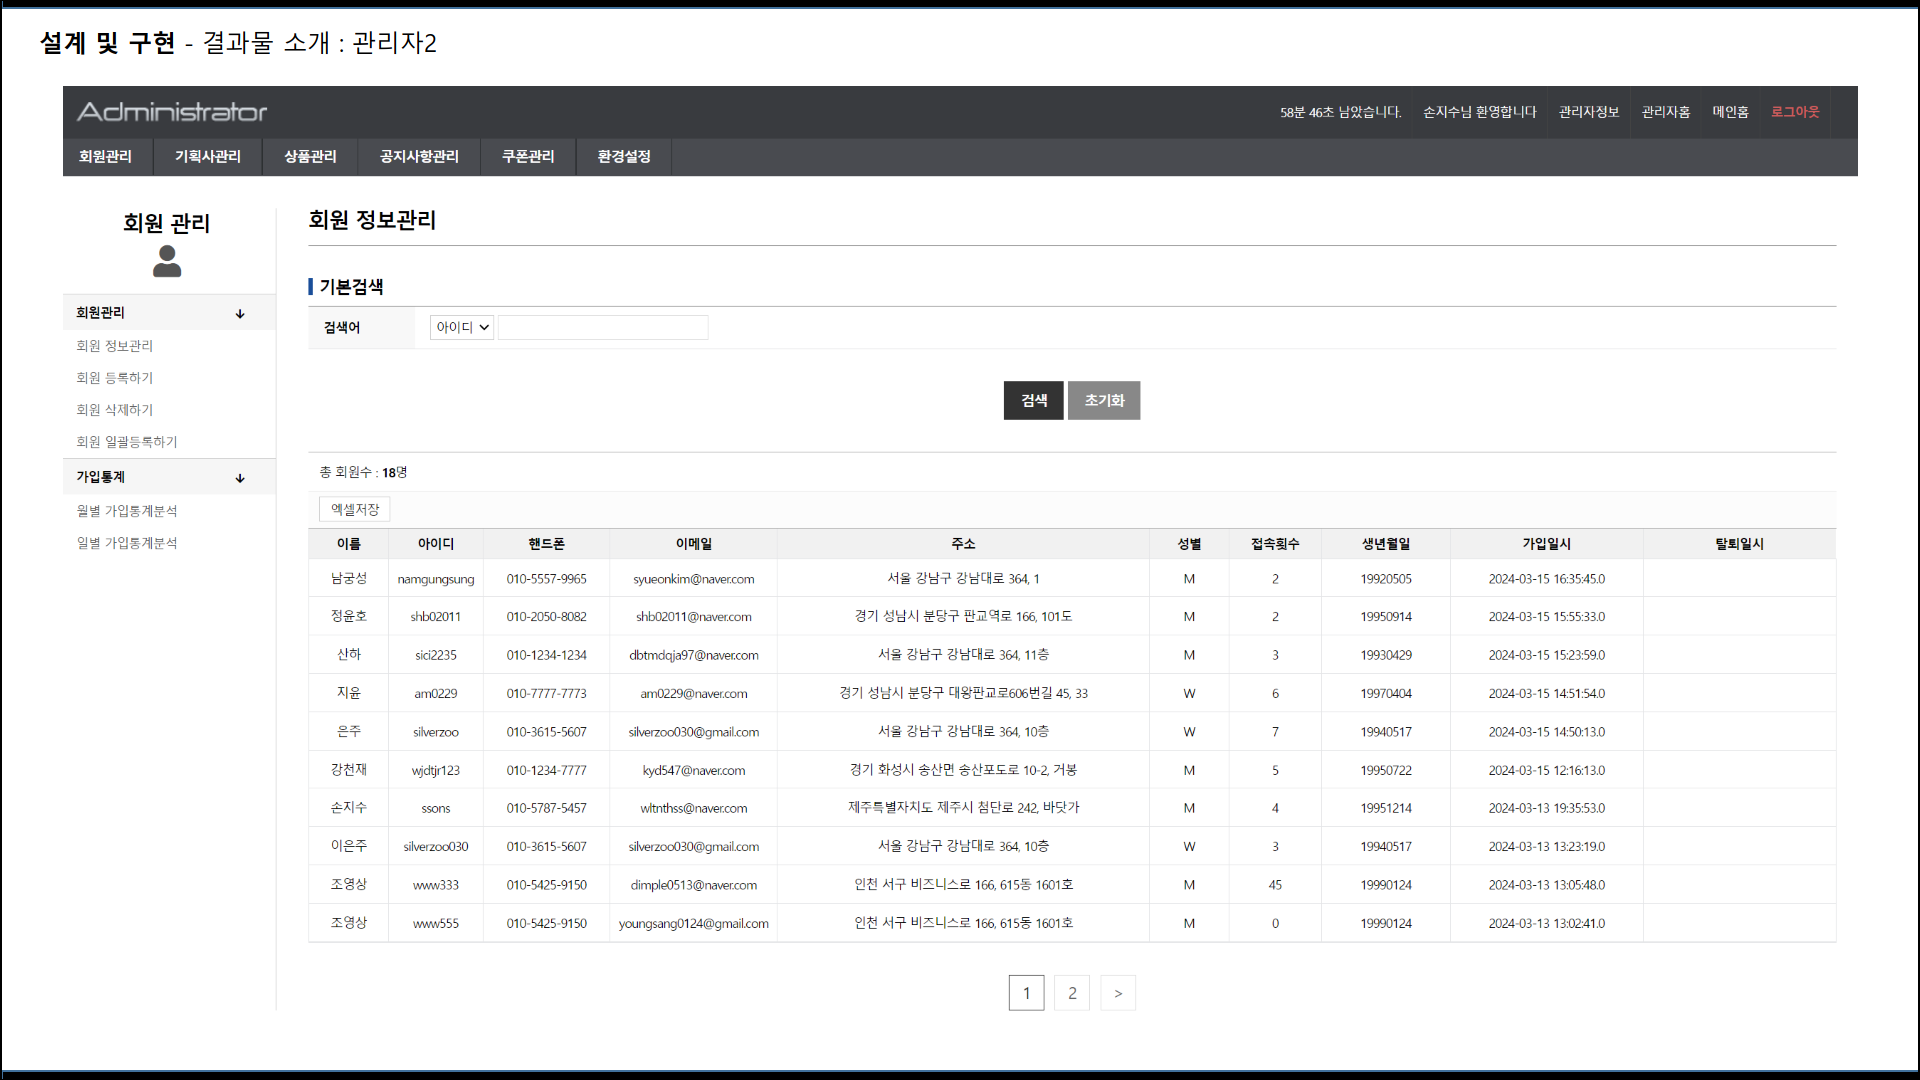 설계 및 구현 - 결과물 소개 : 관리자2
Administrator
58분 46초 남았습니다. 손지수님 환영합니다 관리자정보 관리자홈 메인홈 로그아웃
회원관리 기획사관리 상품관리 공지사항관리 쿠폰관리 환경설정
회원 관리
회원관리 ↓
회원 정보관리
회원 등록하기
회원 삭제하기
회원 일괄등록하기
가입통계 ↓
월별 가입통계분석
일별 가입통계분석
회원 정보관리
기본검색
검색어 아이디
검색 초기화
총 회원수 : 18명
엑셀저장
이름 아이디 핸드폰 이메일 주소 성별 접속횟수 생년월일 가입일시 탈퇴일시
남궁성 namgungsung 010-5557-9965 syueonkim@naver.com 서울 강남구 강남대로 364, 1 M 2 19920505 2024-03-15 16:35:45.0
정윤호 shb02011 010-2050-8082 shb02011@naver.com 경기 성남시 분당구 판교역로 166, 101도 M 2 19950914 2024-03-15 15:55:33.0
산하 sici2235 010-1234-1234 dbtmdqja97@naver.com 서울 강남구 강남대로 364, 11층 M 3 19930429 2024-03-15 15:23:59.0
지윤 am0229 010-7777-7773 am0229@naver.com 경기 성남시 분당구 대왕판교로606번길 45, 33 W 6 19970404 2024-03-15 14:51:54.0
은주 silverzoo 010-3615-5607 silverzoo030@gmail.com 서울 강남구 강남대로 364, 10층 W 7 19940517 2024-03-15 14:50:13.0
강천재 wjdtjr123 010-1234-7777 kyd547@naver.com 경기 화성시 송산면 송산포도로 10-2, 거봉 M 5 19950722 2024-03-15 12:16:13.0
손지수 ssons 010-5787-5457 wltnthss@naver.com 제주특별자치도 제주시 첨단로 242, 바닷가 M 4 19951214 2024-03-13 19:35:53.0
이은주 silverzoo030 010-3615-5607 silverzoo030@gmail.com 서울 강남구 강남대로 364, 10층 W 3 19940517 2024-03-13 13:23:19.0
조영상 www333 010-5425-9150 dimple0513@naver.com 인천 서구 비즈니스로 166, 615동 1601호 M 45 19990124 2024-03-13 13:05:48.0
조영상 www555 010-5425-9150 youngsang0124@gmail.com 인천 서구 비즈니스로 166, 615동 1601호 M 0 19990124 2024-03-13 13:02:41.0
1 2 >